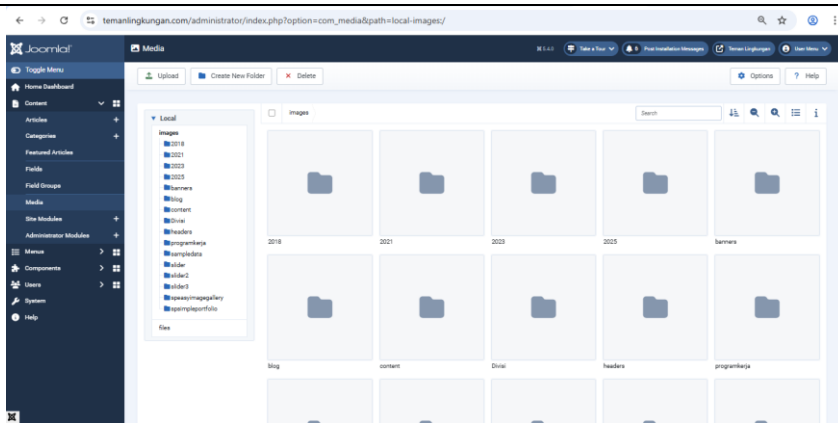 temanlingkungan.com/administrator/index.php?option=com_media&path=local-images:/
Joomla!
Media
Take a Tour
Post Installation Messages
Teman Lingkungan
User Menu
Toggle Menu
Upload
Create New Folder
Delete
Options
? Help
Home Dashboard
Content
Articles
Categories
Featured Articles
Fields
Field Groups
Media
Site Modules
Administrator Modules
Menus
Components
Users
System
Help
Local
images
2018
2021
2023
2025
banners
blog
content
Divisi
headers
programkerja
sampledata
slider
slider2
slider3
speasyimagegallery
spsimpleportfolio
files
images
Search
2018
2021
2023
2025
banners
blog
content
Divisi
headers
programkerja